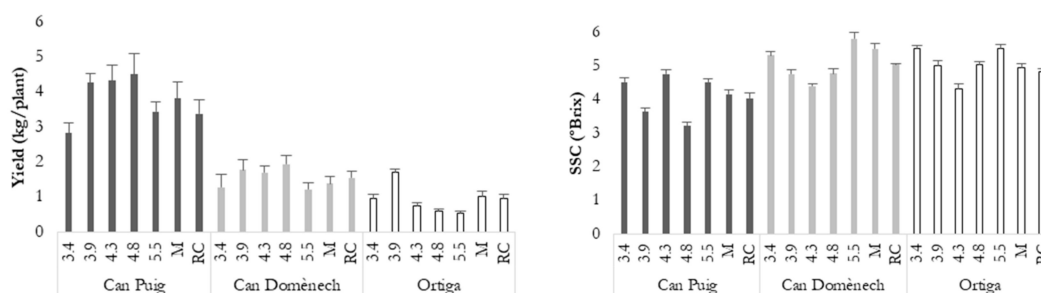 Yield (kg/plant)
6
5
4
3
2
1
0
3.4 3.9 4.3 4.8 5.5 M RC 3.4 3.9 4.3 4.8 5.5 M RC 3.4 3.9 4.3 4.8 5.5 M RC
Can Puig Can Domènech Ortiga
SSC (°Brix)
6
5
4
3
2
1
0
3.4 3.9 4.3 4.8 5.5 M RC 3.4 3.9 4.3 4.8 5.5 M RC 3.4 3.9 4.3 4.8 5.5 M RC
Can Puig Can Domènech Ortiga